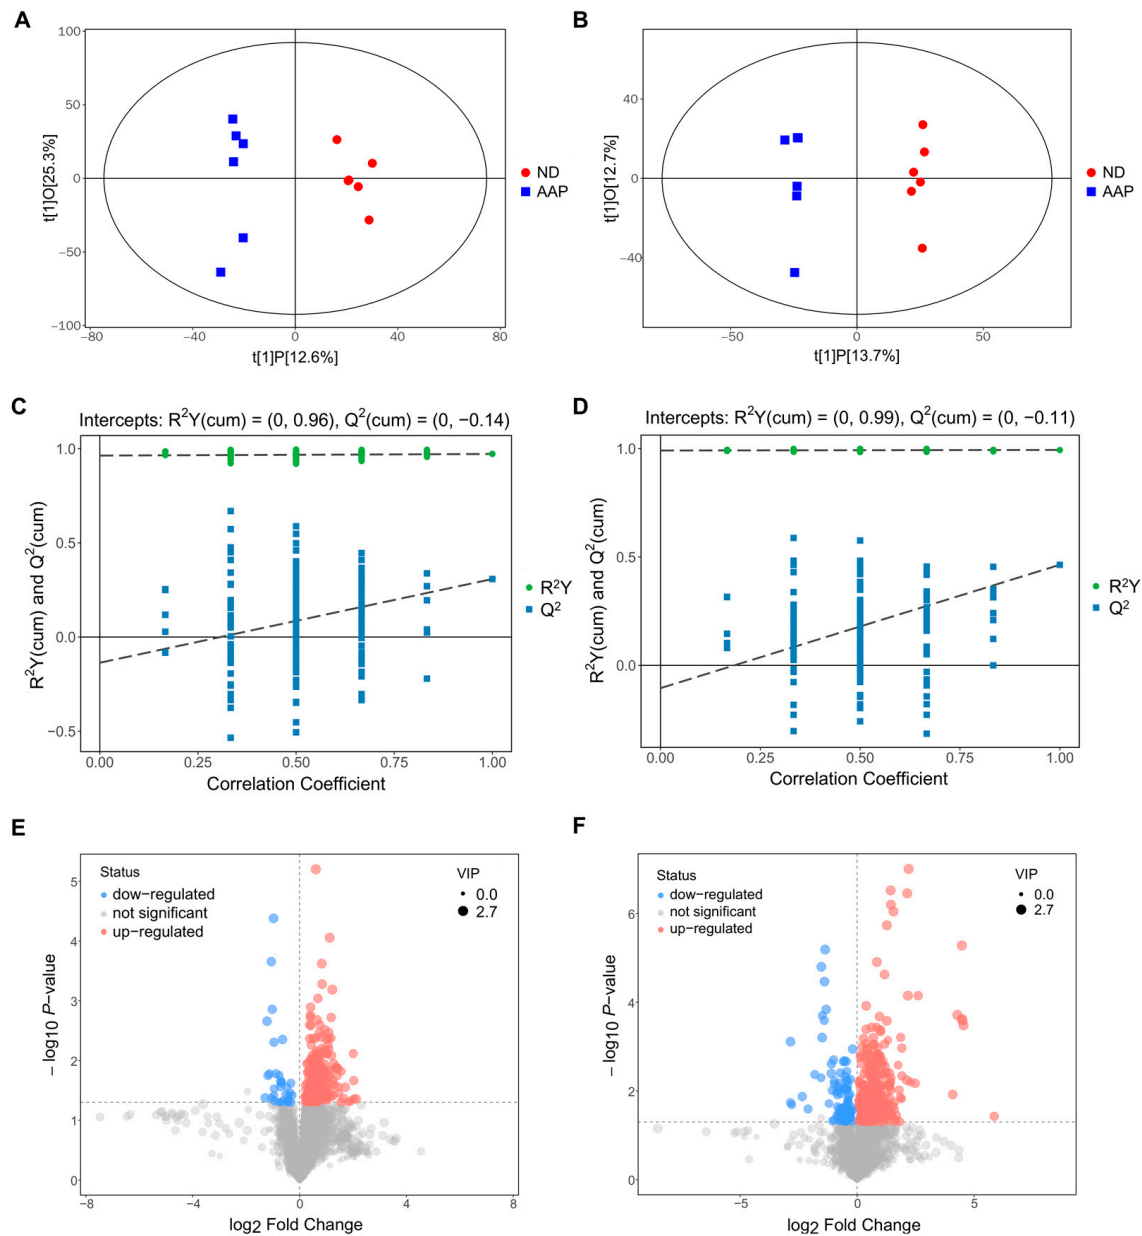 A
100
50
0
−50
−100
−80
−40
0
40
80
t[1]O[25.3%]
t[1]P[12.6%]
ND
AAP
B
40
0
−40
−50
0
50
t[1]O[12.7%]
t[1]P[13.7%]
ND
AAP
C
Intercepts: R²Y(cum) = (0, 0.96), Q²(cum) = (0, −0.14)
1.0
0.5
0.0
−0.5
0.00
0.25
0.50
0.75
1.00
R²Y(cum) and Q²(cum)
Correlation Coefficient
R²Y
Q²
D
Intercepts: R²Y(cum) = (0, 0.99), Q²(cum) = (0, −0.11)
1.0
0.5
0.0
0.00
0.25
0.50
0.75
1.00
R²Y(cum) and Q²(cum)
Correlation Coefficient
R²Y
Q²
E
Status
dow−regulated
not significant
up−regulated
VIP
0.0
2.7
5
4
3
2
1
0
−8
−4
0
4
8
− log10 P−value
log2 Fold Change
F
Status
dow−regulated
not significant
up−regulated
VIP
0.0
2.7
6
4
2
0
−5
0
5
− log10 P−value
log2 Fold Change